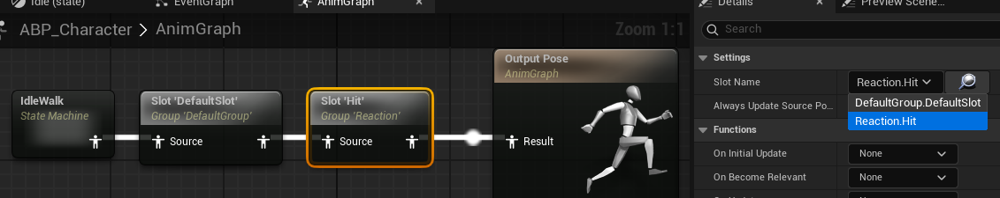 Idle (state)
EventGraph
AnimGraph
ABP_Character > AnimGraph
Zoom 1:1
IdleWalk
State Machine
Slot 'DefaultSlot'
Group 'DefaultGroup'
Source
Slot 'Hit'
Group 'Reaction'
Source
Output Pose
AnimGraph
Result
Details
Preview Scene...
Search
Settings
Slot Name
Reaction.Hit
Always Update Source Po...
DefaultGroup.DefaultSlot
Reaction.Hit
Functions
On Initial Update
None
On Become Relevant
None